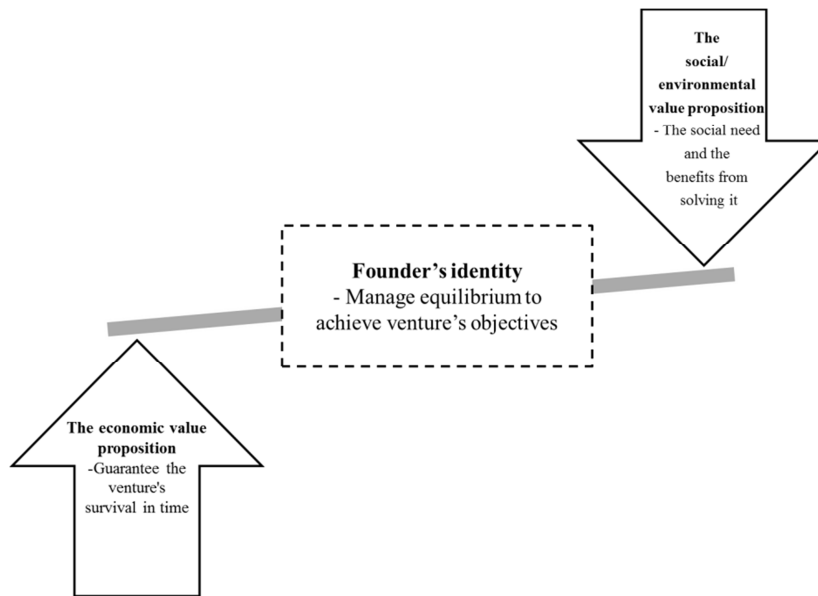 The
social/
environmental
value proposition
- The social need
and the
benefits from
solving it
Founder's identity
- Manage equilibrium to
achieve venture's objectives
The economic value
proposition
-Guarantee the
venture's
survival in time